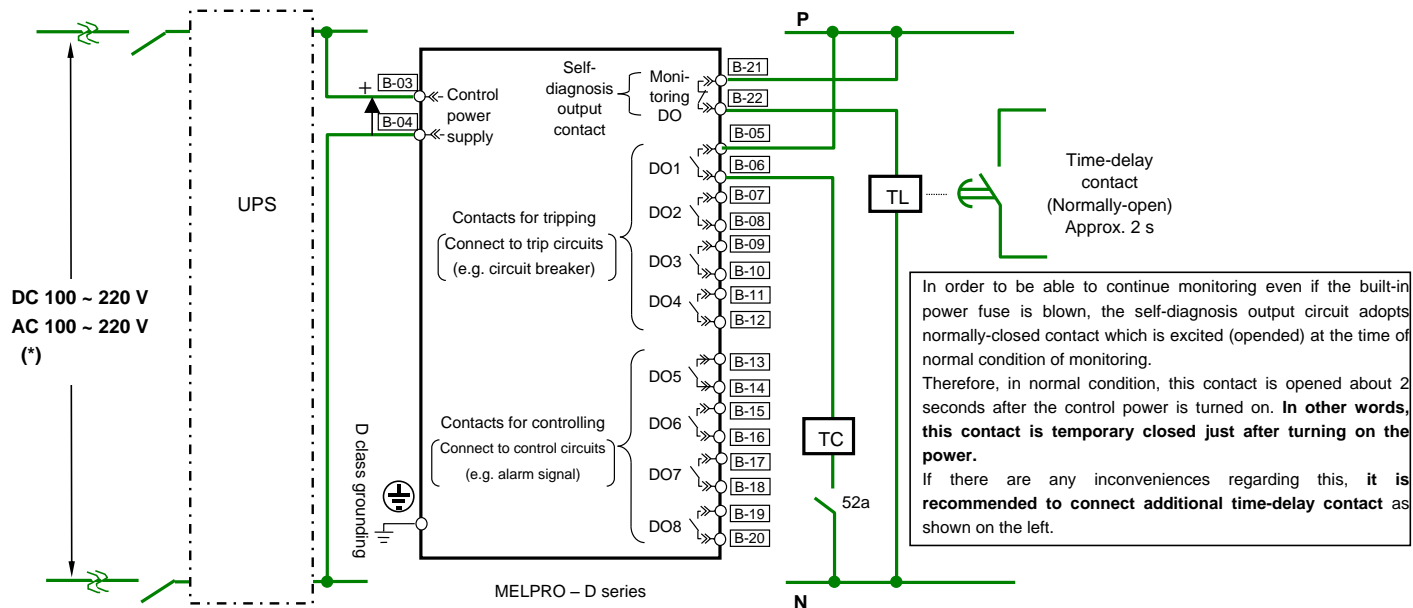 P
B-21
Self-
diagnosis
output
contact
Moni-
toring
DO
B-03
+
Control
power
supply
B-22
B-04
B-05
Time-delay
contact
(Normally-open)
Approx. 2 s
DO1
B-06
TL
UPS
B-07
DO2
Contacts for tripping
B-08
Connect to trip circuits
(e.g. circuit breaker)
B-09
DO3
B-10
DO4
B-11
B-12
DC 100 ~ 220 V
AC 100 ~ 220 V
(*)
In order to be able to continue monitoring even if the built-in
power fuse is blown, the self-diagnosis output circuit adopts
normally-closed contact which is excited (opended) at the time of
normal condition of monitoring.
Therefore, in normal condition, this contact is opened about 2
seconds after the control power is turned on. In other words,
this contact is temporary closed just after turning on the
power.
If there are any inconveniences regarding this, it is
recommended to connect additional time-delay contact as
shown on the left.
B-13
DO5
B-14
B-15
Contacts for controlling
DO6
B-16
Connect to control circuits
(e.g. alarm signal)
TC
B-17
DO7
B-18
D class grounding
52a
B-19
DO8
B-20
MELPRO – D series
N